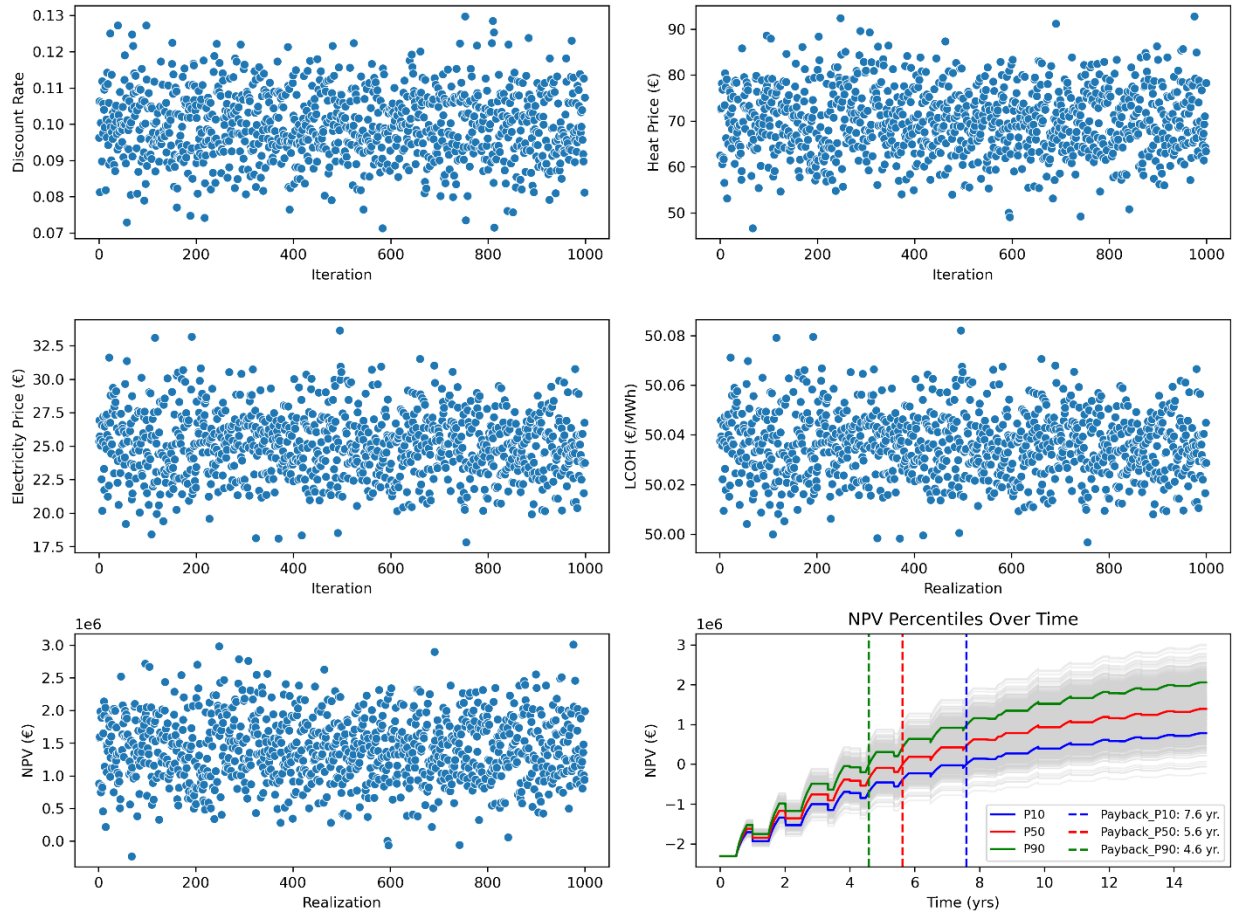 0.13
0.12
0.11
0.10
0.09
0.08
0.07
Discount Rate
0 200 400 600 800 1000
Iteration
90
80
70
60
50
Heat Price (€)
0 200 400 600 800 1000
Iteration
32.5
30.0
27.5
25.0
22.5
20.0
17.5
Electricity Price (€)
0 200 400 600 800 1000
Iteration
50.08
50.06
50.04
50.02
50.00
LCOH (€/MWh)
0 200 400 600 800 1000
Realization
1e6
3.0
2.5
2.0
1.5
1.0
0.5
0.0
NPV (€)
0 200 400 600 800 1000
Realization
NPV Percentiles Over Time
1e6
3
2
1
0
−1
−2
NPV (€)
P10
P50
P90
Payback_P10: 7.6 yr.
Payback_P50: 5.6 yr.
Payback_P90: 4.6 yr.
0 2 4 6 8 10 12 14
Time (yrs)